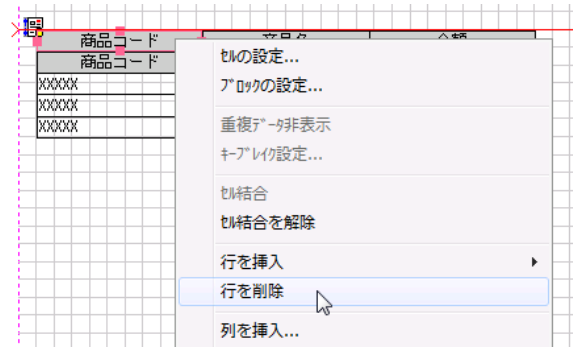 商品コード 商品名 金額
商品コード
XXXXX
XXXXX
XXXXX
ｾﾙの設定...
ﾌﾞﾛｯｸの設定...
重複ﾃﾞｰﾀ非表示
ｷｰﾌﾞﾚｲｸ設定...
ｾﾙ結合
ｾﾙ結合を解除
行を挿入
行を削除
列を挿入...